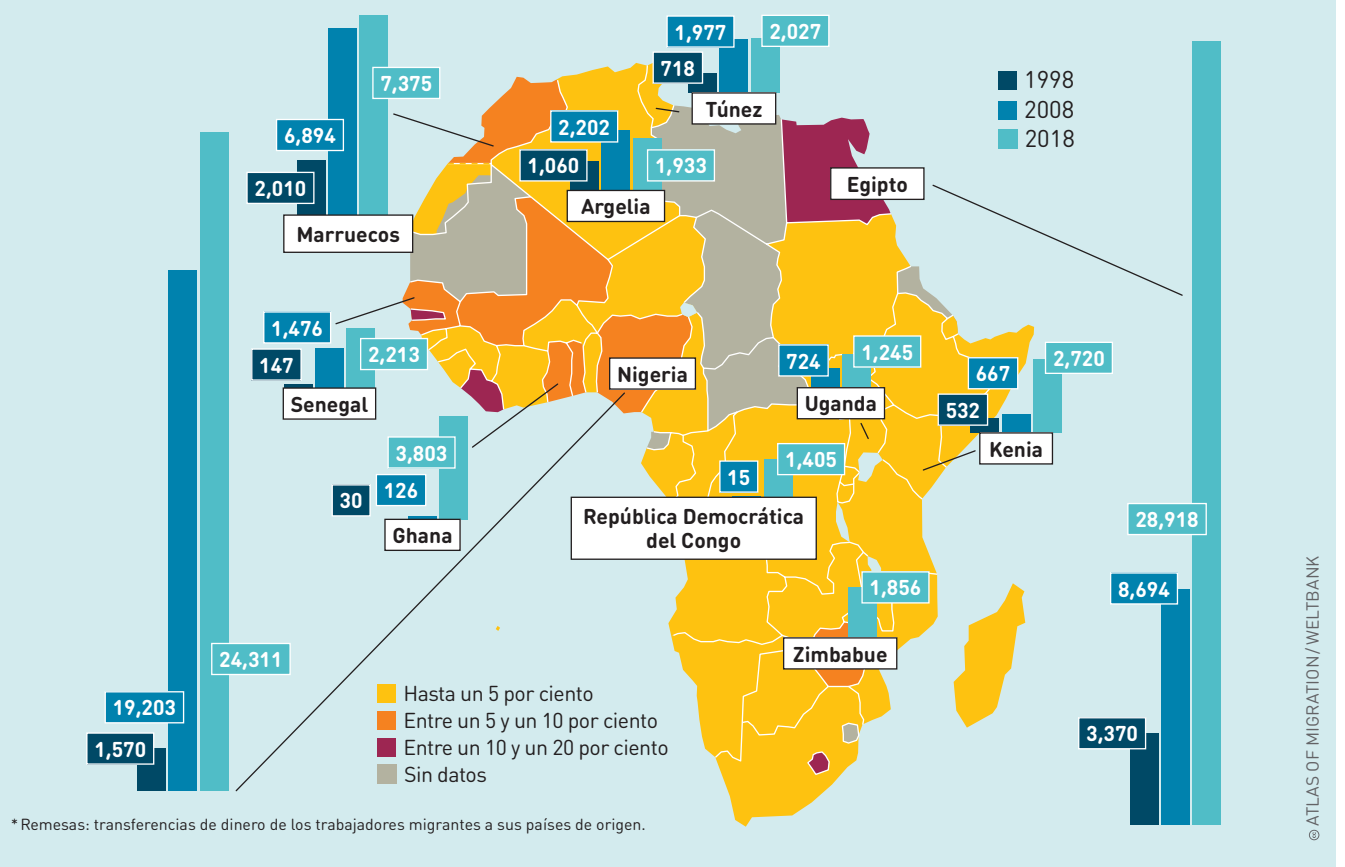 1,977
2,027
718
Túnez
1998
2008
2018
7,375
6,894
2,010
Marruecos
2,202
1,060
1,933
Argelia
Egipto
1,476
147
2,213
Senegal
Nigeria
724
1,245
Uganda
667
2,720
532
Kenia
3,803
30
126
Ghana
15
1,405
República Democrática
del Congo
28,918
8,694
3,370
1,856
Zimbabue
24,311
19,203
1,570
Hasta un 5 por ciento
Entre un 5 y un 10 por ciento
Entre un 10 y un 20 por ciento
Sin datos
* Remesas: transferencias de dinero de los trabajadores migrantes a sus países de origen.
© ATLAS OF MIGRATION/WELTBANK